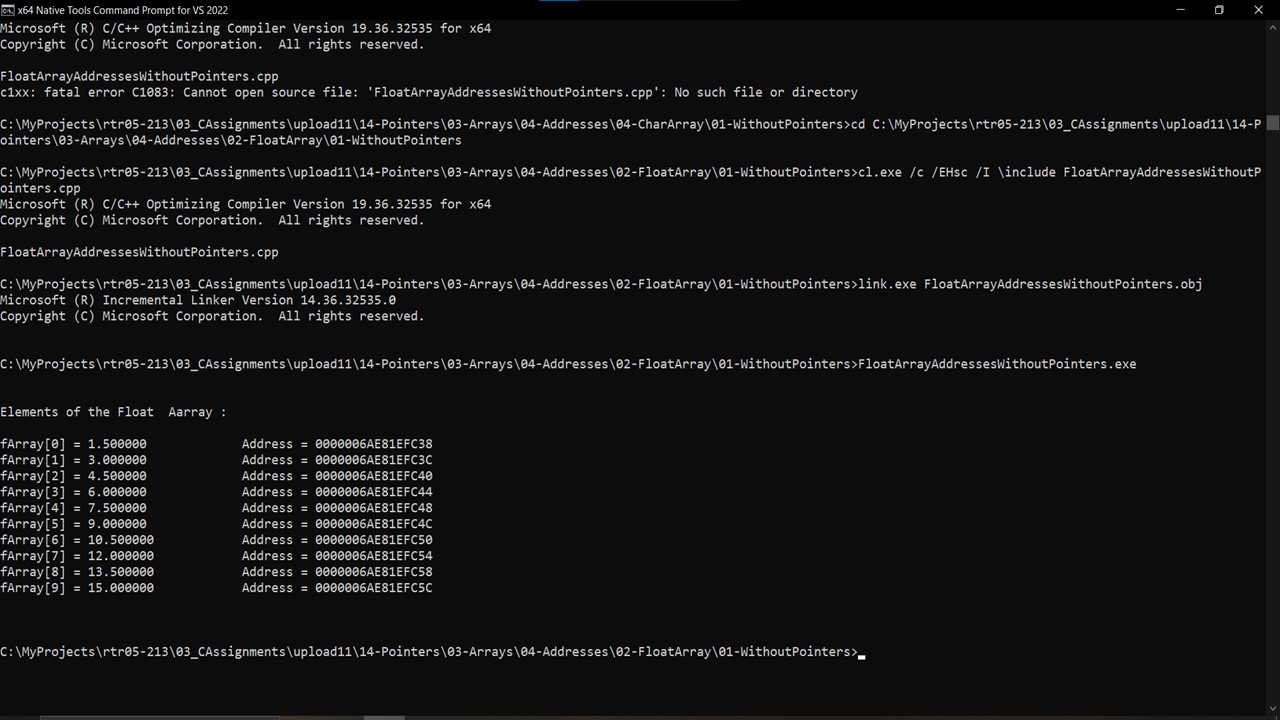 x64 Native Tools Command Prompt for VS 2022
Microsoft (R) C/C++ Optimizing Compiler Version 19.36.32535 for x64
Copyright (C) Microsoft Corporation.  All rights reserved.
FloatArrayAddressesWithoutPointers.cpp
c1xx: fatal error C1083: Cannot open source file: 'FloatArrayAddressesWithoutPointers.cpp': No such file or directory
C:\MyProjects\rtr05-213\03_CAssignments\upload11\14-Pointers\03-Arrays\04-Addresses\04-CharArray\01-WithoutPointers>cd C:\MyProjects\rtr05-213\03_CAssignments\upload11\14-P
ointers\03-Arrays\04-Addresses\02-FloatArray\01-WithoutPointers
C:\MyProjects\rtr05-213\03_CAssignments\upload11\14-Pointers\03-Arrays\04-Addresses\02-FloatArray\01-WithoutPointers>cl.exe /c /EHsc /I \include FloatArrayAddressesWithoutP
ointers.cpp
Microsoft (R) C/C++ Optimizing Compiler Version 19.36.32535 for x64
Copyright (C) Microsoft Corporation.  All rights reserved.
FloatArrayAddressesWithoutPointers.cpp
C:\MyProjects\rtr05-213\03_CAssignments\upload11\14-Pointers\03-Arrays\04-Addresses\02-FloatArray\01-WithoutPointers>link.exe FloatArrayAddressesWithoutPointers.obj
Microsoft (R) Incremental Linker Version 14.36.32535.0
Copyright (C) Microsoft Corporation.  All rights reserved.
C:\MyProjects\rtr05-213\03_CAssignments\upload11\14-Pointers\03-Arrays\04-Addresses\02-FloatArray\01-WithoutPointers>FloatArrayAddressesWithoutPointers.exe
Elements of the Float  Aarray :
fArray[0] = 1.500000            Address = 0000006AE81EFC38
fArray[1] = 3.000000            Address = 0000006AE81EFC3C
fArray[2] = 4.500000            Address = 0000006AE81EFC40
fArray[3] = 6.000000            Address = 0000006AE81EFC44
fArray[4] = 7.500000            Address = 0000006AE81EFC48
fArray[5] = 9.000000            Address = 0000006AE81EFC4C
fArray[6] = 10.500000           Address = 0000006AE81EFC50
fArray[7] = 12.000000           Address = 0000006AE81EFC54
fArray[8] = 13.500000           Address = 0000006AE81EFC58
fArray[9] = 15.000000           Address = 0000006AE81EFC5C
C:\MyProjects\rtr05-213\03_CAssignments\upload11\14-Pointers\03-Arrays\04-Addresses\02-FloatArray\01-WithoutPointers>